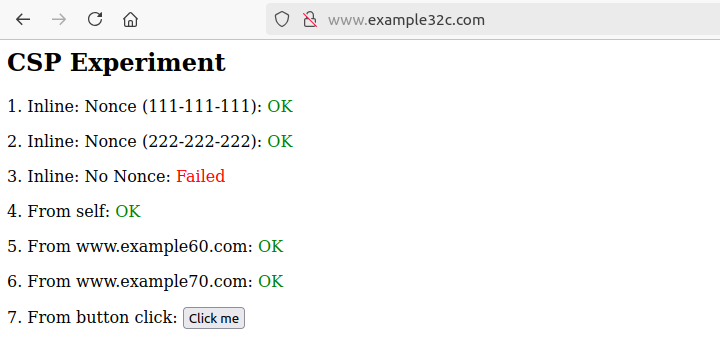 www.example32c.com
CSP Experiment
1. Inline: Nonce (111-111-111): OK
2. Inline: Nonce (222-222-222): OK
3. Inline: No Nonce: Failed
4. From self: OK
5. From www.example60.com: OK
6. From www.example70.com: OK
7. From button click: Click me